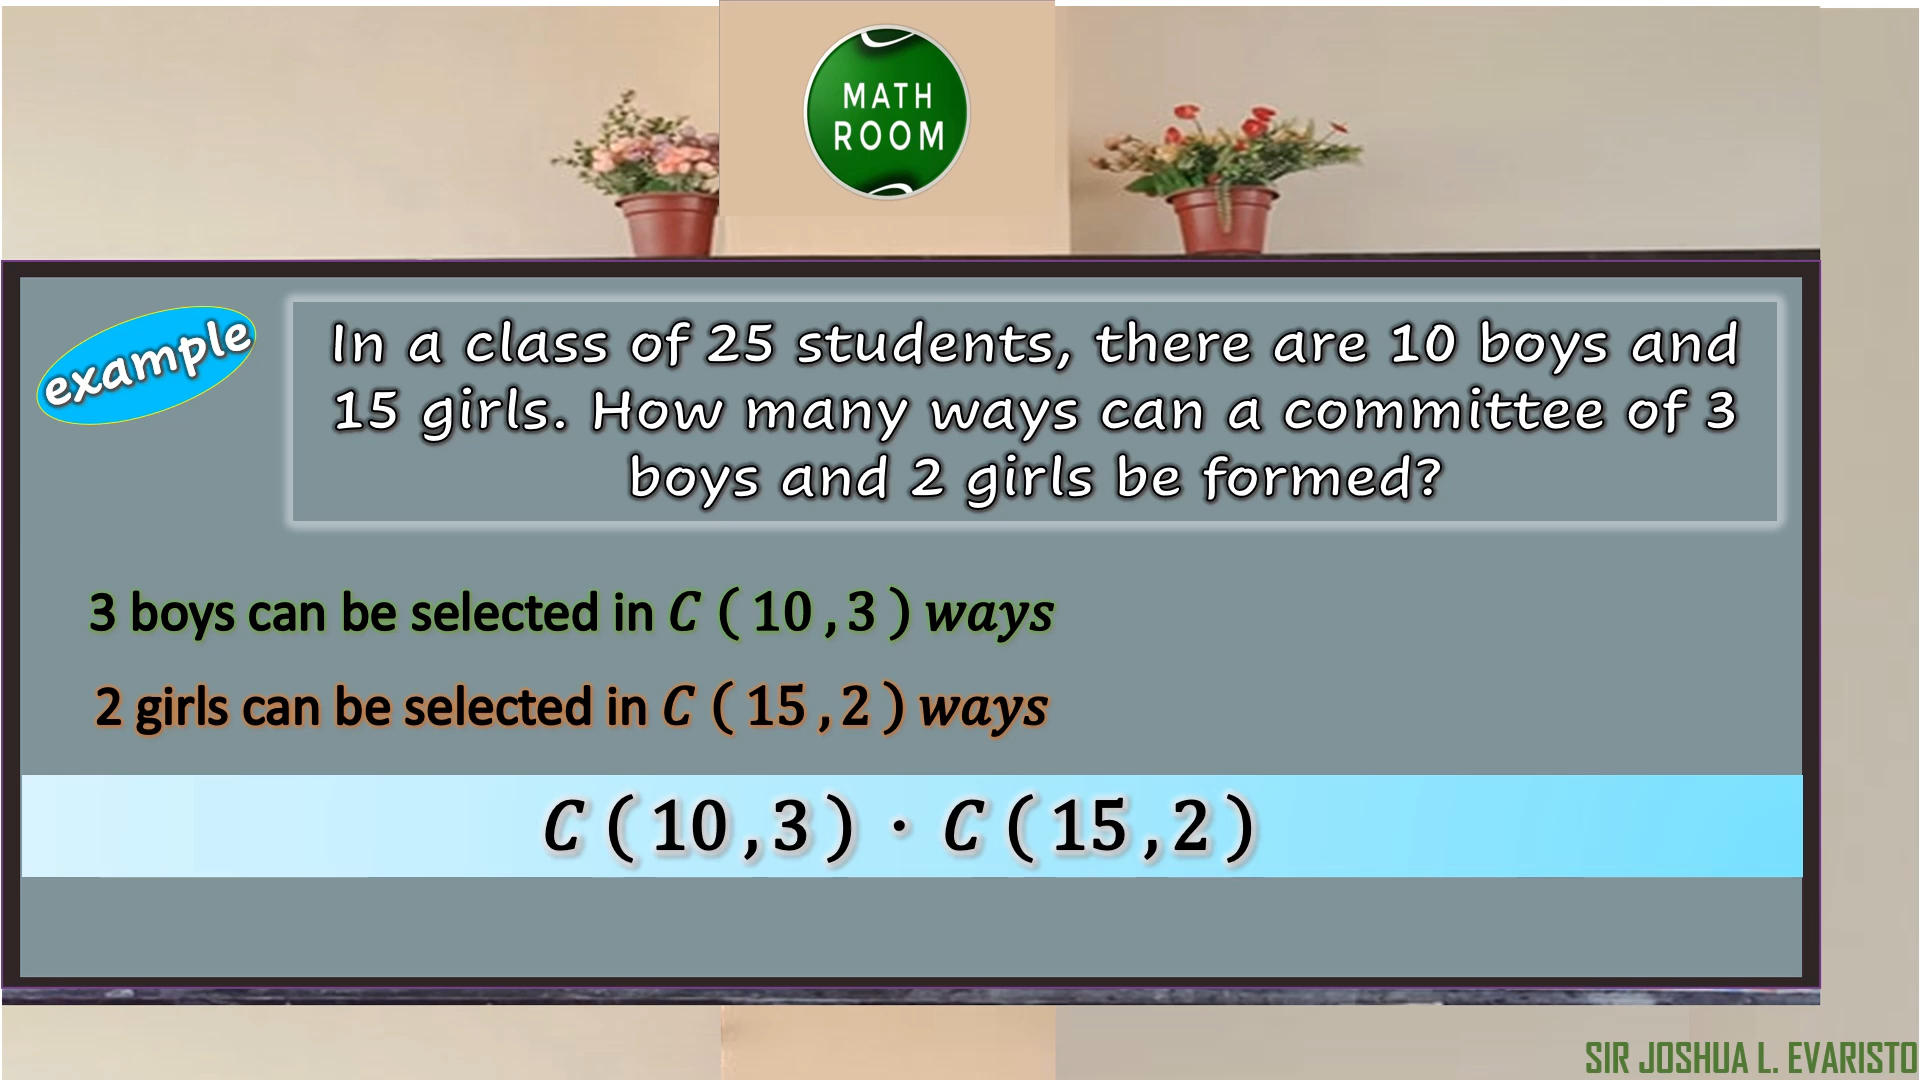 MATH
ROOM
example
In a class of 25 students, there are 10 boys and
15 girls. How many ways can a committee of 3
boys and 2 girls be formed?
3 boys can be selected in C ( 10 , 3 ) ways
2 girls can be selected in C ( 15 , 2 ) ways
C ( 10 , 3 ) · C ( 15 , 2 )
SIR JOSHUA L. EVARISTO